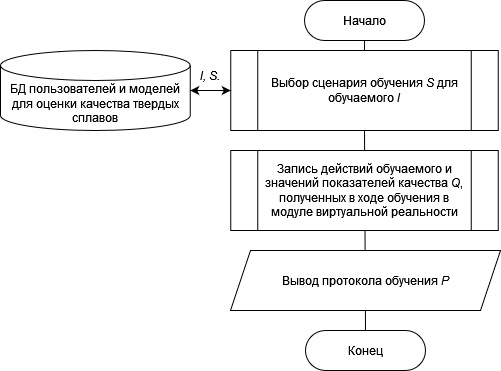 Начало
БД пользователей и моделей
для оценки качества твердых
сплавов
I, S.
Выбор сценария обучения S для
обучаемого I
Запись действий обучаемого и
значений показателей качества Q,
полученных в ходе обучения в
модуле виртуальной реальности
Вывод протокола обучения P
Конец